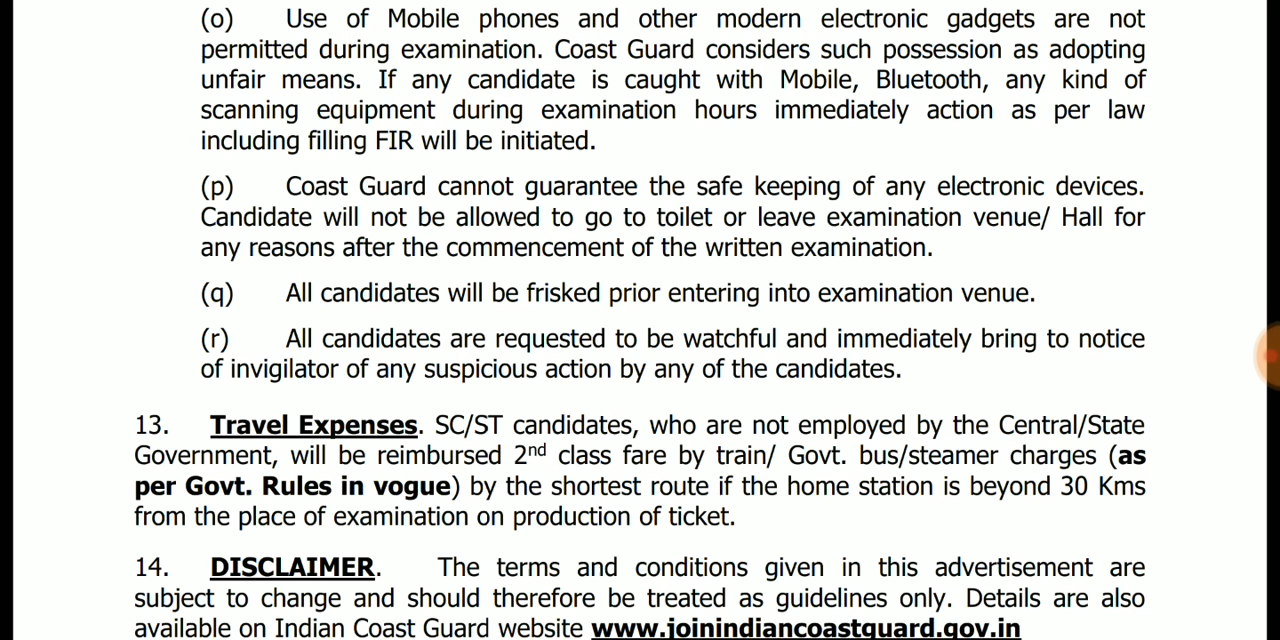 (o) Use of Mobile phones and other modern electronic gadgets are not
permitted during examination. Coast Guard considers such possession as adopting
unfair means. If any candidate is caught with Mobile, Bluetooth, any kind of
scanning equipment during examination hours immediately action as per law
including filling FIR will be initiated.
(p) Coast Guard cannot guarantee the safe keeping of any electronic devices.
Candidate will not be allowed to go to toilet or leave examination venue/ Hall for
any reasons after the commencement of the written examination.
(q) All candidates will be frisked prior entering into examination venue.
(r) All candidates are requested to be watchful and immediately bring to notice
of invigilator of any suspicious action by any of the candidates.
13. Travel Expenses. SC/ST candidates, who are not employed by the Central/State
Government, will be reimbursed 2nd class fare by train/ Govt. bus/steamer charges (as
per Govt. Rules in vogue) by the shortest route if the home station is beyond 30 Kms
from the place of examination on production of ticket.
14. DISCLAIMER. The terms and conditions given in this advertisement are
subject to change and should therefore be treated as guidelines only. Details are also
available on Indian Coast Guard website www.joinindiancoastguard.gov.in